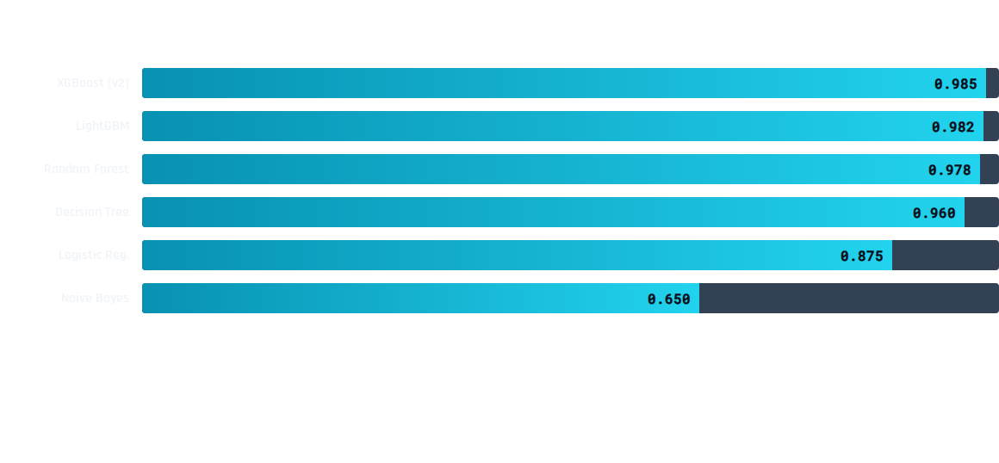 XGBoost (v2) 0.985
LightGBM 0.982
Random Forest 0.978
Decision Tree 0.960
Logistic Reg. 0.875
Naive Bayes 0.650